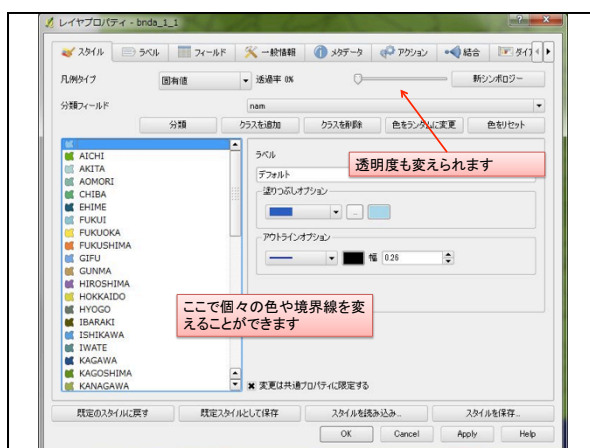 レイヤプロパティ - bnda_1_1
スタイル ラベル フィールド 一般情報 メタデータ アクション 結合
凡例タイプ 固有値 透過率 0% 新シンボロジー
分類フィールド nam
分類 クラスを追加 クラスを削除 色をランダムに変更 色をリセット
AICHI
AKITA
AOMORI
CHIBA
EHIME
FUKUI
FUKUOKA
FUKUSHIMA
GIFU
GUNMA
HIROSHIMA
HOKKAIDO
HYOGO
IBARAKI
ISHIKAWA
IWATE
KAGAWA
KAGOSHIMA
KANAGAWA
ラベル
透明度も変えられます
デフォルト
塗りつぶしオプション
...
アウトラインオプション
幅 0.26
ここで個々の色や境界線を変
えることができます
変更は共通プロパティに限定する
既定のスタイルに戻す 既定スタイルとして保存 スタイルを読み込み... スタイルを保存...
OK Cancel Apply Help